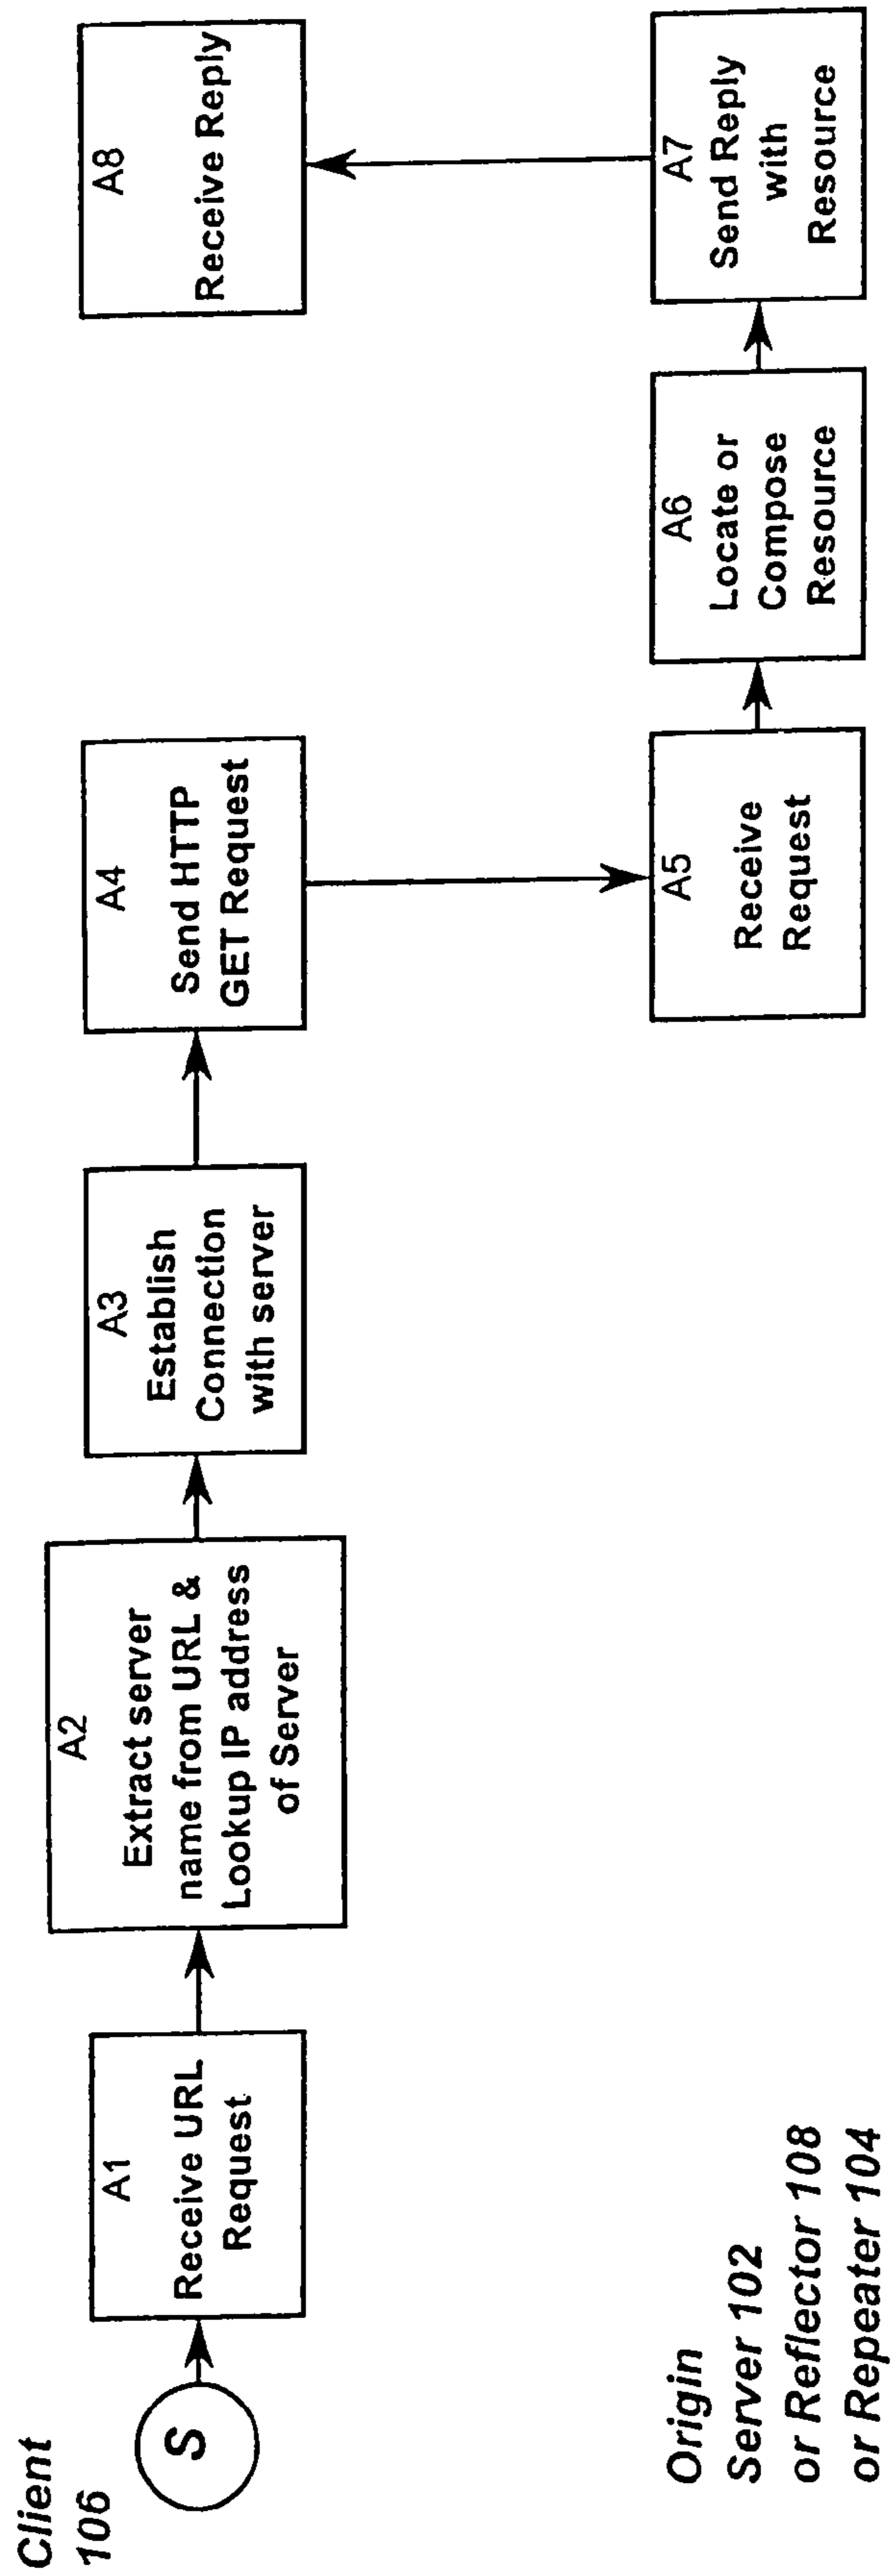 Client
106
S
A1
Receive URL
Request
A2
Extract server
name from URL &
Lookup IP address
of Server
A3
Establish
Connection
with server
A4
Send HTTP
GET Request
A8
Receive Reply
Origin
Server 102
or Reflector 108
or Repeater 104
A5
Receive
Request
A6
Locate or
Compose
Resource
A7
Send Reply
with
Resource